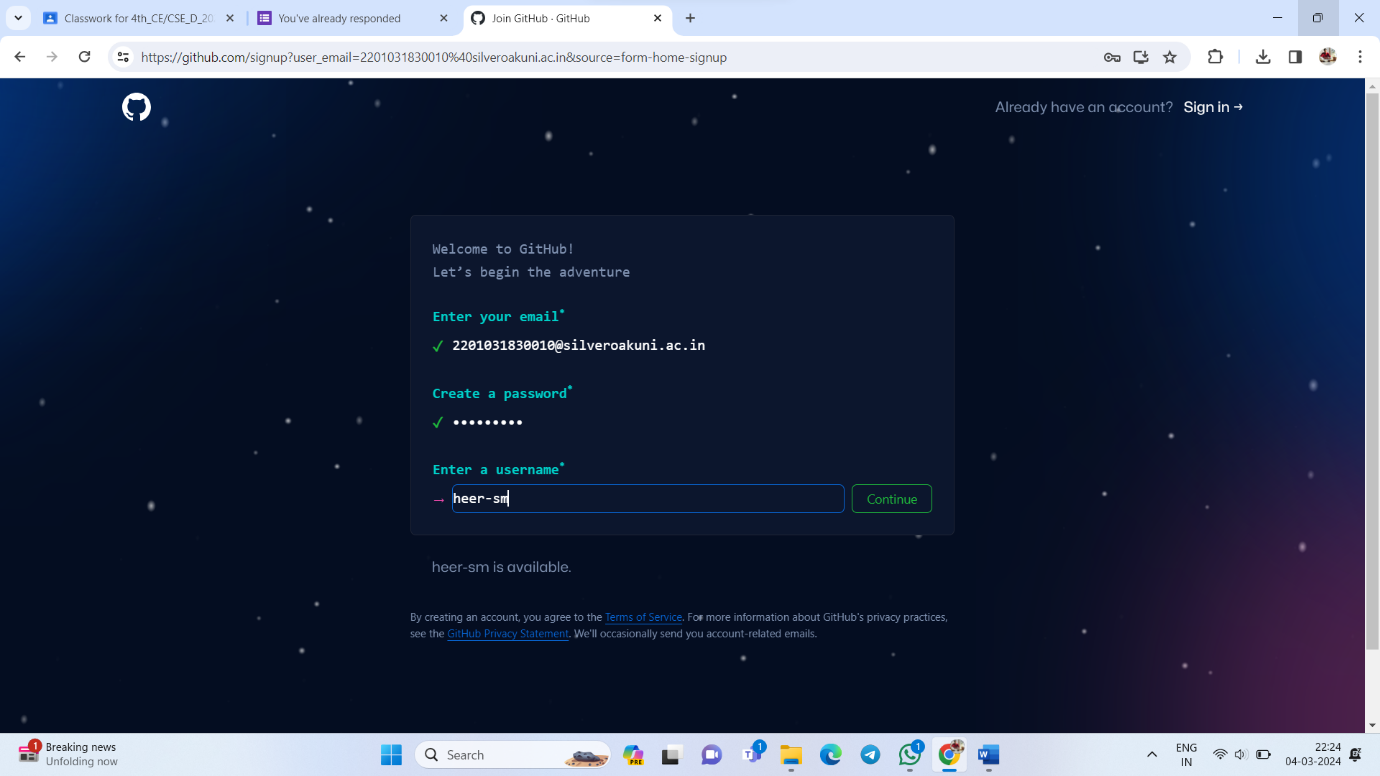 Classwork for 4th_CE/CSE_D_20
You've already responded
Join GitHub · GitHub
https://github.com/signup?user_email=2201031830010%40silveroakuni.ac.in&source=form-home-signup
Already have an account? Sign in →
Welcome to GitHub!
Let's begin the adventure
Enter your email*
✓ 2201031830010@silveroakuni.ac.in
Create a password*
✓ •••••••••
Enter a username*
→ heer-sm Continue
heer-sm is available.
By creating an account, you agree to the Terms of Service. For more information about GitHub's privacy practices,
see the GitHub Privacy Statement. We'll occasionally send you account-related emails.
1 Breaking news
Unfolding now
Search
PRE
1
1
ENG
IN
22:24
04-03-2024